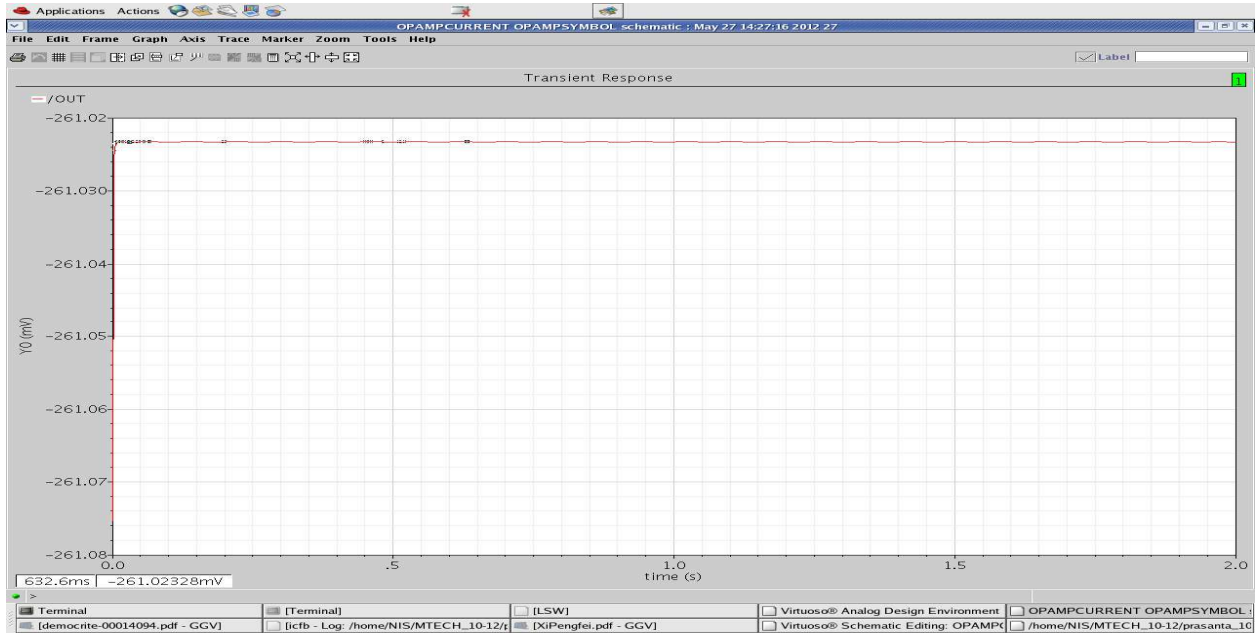 Applications Actions
OPAMPCURRENT OPAMPSYMBOL schematic : May 27 14:27:16 2012 27
File Edit Frame Graph Axis Trace Marker Zoom Tools Help
Label
Transient Response
1
/OUT
-261.02
-261.030
-261.04
-261.05
-261.06
-261.07
-261.08
Y0 (mV)
0.0 .5 1.0 1.5 2.0
time (s)
632.6ms -261.02328mV
>
Terminal [Terminal] [LSW] Virtuoso® Analog Design Environment OPAMPCURRENT OPAMPSYMBOL
[democrite-00014094.pdf - GGV] [icfb - Log: /home/NIS/MTECH_10-12/ [XiPengfei.pdf - GGV] Virtuoso® Schematic Editing: OPAMP /home/NIS/MTECH_10-12/prasanta_10